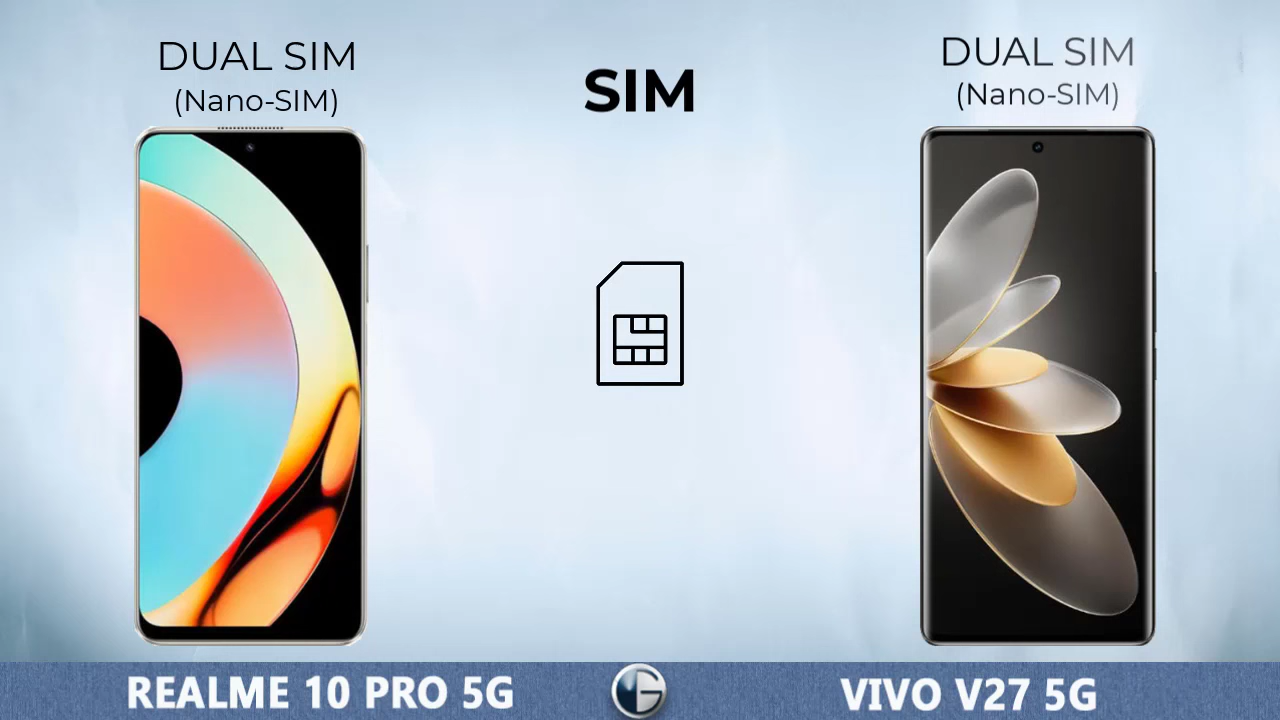 DUAL SIM
(Nano-SIM)
SIM
DUAL SIM
(Nano-SIM)
REALME 10 PRO 5G
G
VIVO V27 5G